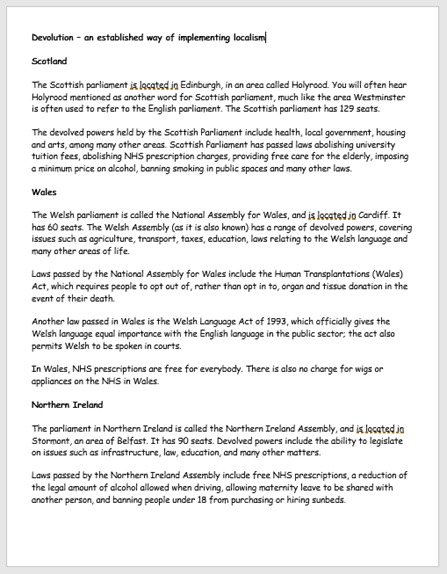 Devolution – an established way of implementing localism
Scotland
The Scottish parliament is located in Edinburgh, in an area called Holyrood. You will often hear
Holyrood mentioned as another word for Scottish parliament, much like the area Westminster
is often used to refer to the English parliament. The Scottish parliament has 129 seats.
The devolved powers held by the Scottish Parliament include health, local government, housing
and arts, among many other areas. Scottish Parliament has passed laws abolishing university
tuition fees, abolishing NHS prescription charges, providing free care for the elderly, imposing
a minimum price on alcohol, banning smoking in public spaces and many other laws.
Wales
The Welsh parliament is called the National Assembly for Wales, and is located in Cardiff. It
has 60 seats. The Welsh Assembly (as it is also known) has a range of devolved powers, covering
issues such as agriculture, transport, taxes, education, laws relating to the Welsh language and
many other areas of life.
Laws passed by the National Assembly for Wales include the Human Transplantations (Wales)
Act, which requires people to opt out of, rather than opt in to, organ and tissue donation in the
event of their death.
Another law passed in Wales is the Welsh Language Act of 1993, which officially gives the
Welsh language equal importance with the English language in the public sector; the act also
permits Welsh to be spoken in courts.
In Wales, NHS prescriptions are free for everybody. There is also no charge for wigs or
appliances on the NHS in Wales.
Northern Ireland
The parliament in Northern Ireland is called the Northern Ireland Assembly, and is located in
Stormont, an area of Belfast. It has 90 seats. Devolved powers include the ability to legislate
on issues such as infrastructure, law, education, and many other matters.
Laws passed by the Northern Ireland Assembly include free NHS prescriptions, a reduction of
the legal amount of alcohol allowed when driving, allowing maternity leave to be shared with
another person, and banning people under 18 from purchasing or hiring sunbeds.